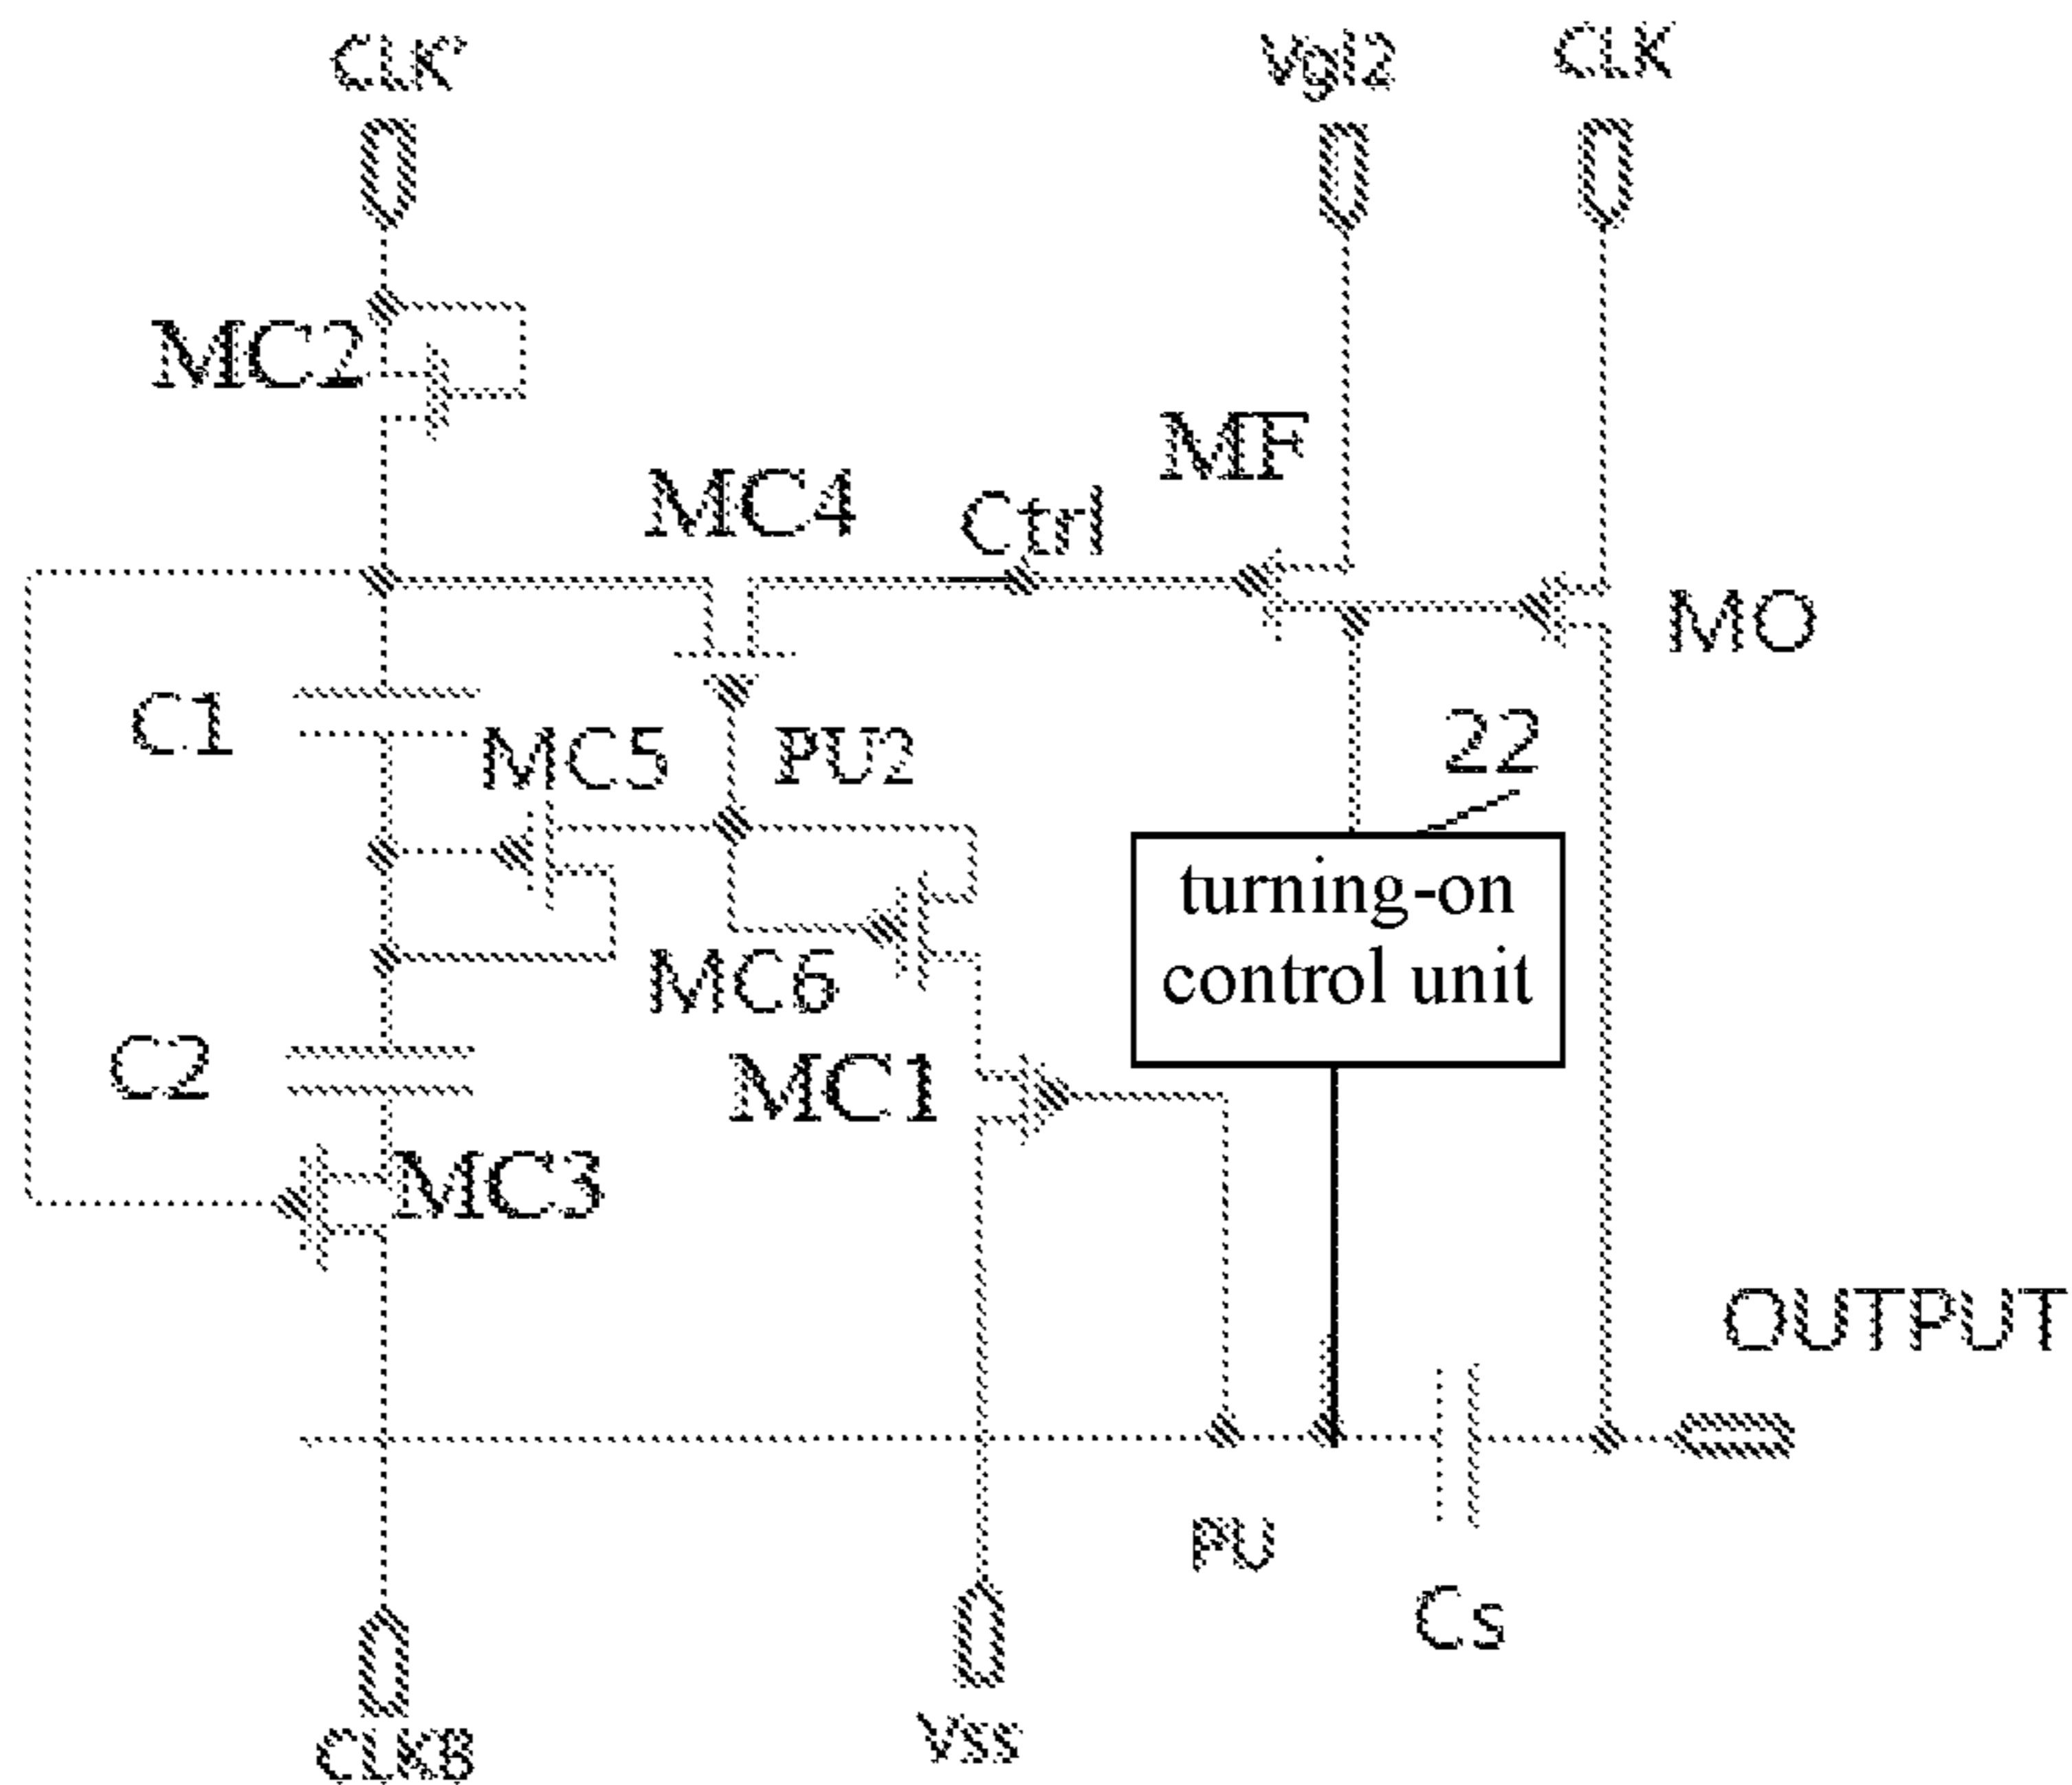 CLK
Vgl2
CLK
MC2
MF
MC4
Ctrl
MO
C1
MC5
PU2
22
turning-on
control unit
MC6
C2
MC1
MC3
OUTPUT
PU
Cs
CLKB
Vss